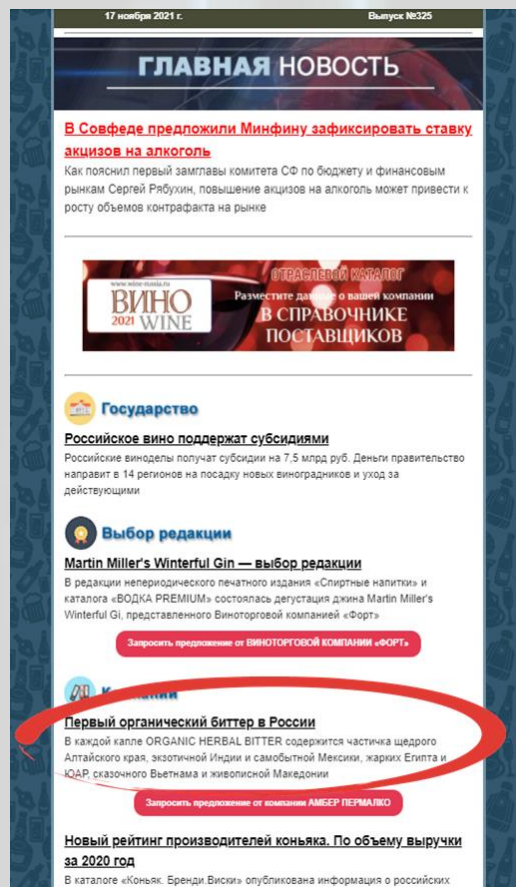 17 ноября 2021 г. Выпуск №325
ГЛАВНАЯ НОВОСТЬ
В Совфеде предложили Минфину зафиксировать ставку
акцизов на алкоголь
Как пояснил первый замглавы комитета СФ по бюджету и финансовым
рынкам Сергей Рябухин, повышение акцизов на алкоголь может привести к
росту объемов контрафакта на рынке
www.wine-russia.ru
ВИНО
2021 WINE
ОТРАСЛЕВОЙ КАТАЛОГ
Разместите данные о вашей компании
В СПРАВОЧНИКЕ
ПОСТАВЩИКОВ
Государство
Российское вино поддержат субсидиями
Российские виноделы получат субсидии на 7,5 млрд руб. Деньги правительство
направит в 14 регионов на посадку новых виноградников и уход за
действующими
Выбор редакции
Martin Miller's Winterful Gin — выбор редакции
В редакции непериодического печатного издания «Спиртные напитки» и
каталога «ВОДКА PREMIUM» состоялась дегустация джина Martin Miller's
Winterful Gi, представленного Виноторговой компанией «Форт»
Запросить предложение от ВИНОТОРГОВОЙ КОМПАНИИ «ФОРТ»
Компании
Первый органический биттер в России
В каждой капле ORGANIC HERBAL BITTER содержится частичка щедрого
Алтайского края, экзотичной Индии и самобытной Мексики, жарких Египта и
ЮАР, сказочного Вьетнама и живописной Македонии
Запросить предложение от компании АМБЕР ПЕРМАЛКО
Новый рейтинг производителей коньяка. По объему выручки
за 2020 год
В каталоге «Коньяк. Бренди.Виски» опубликована информация о российских